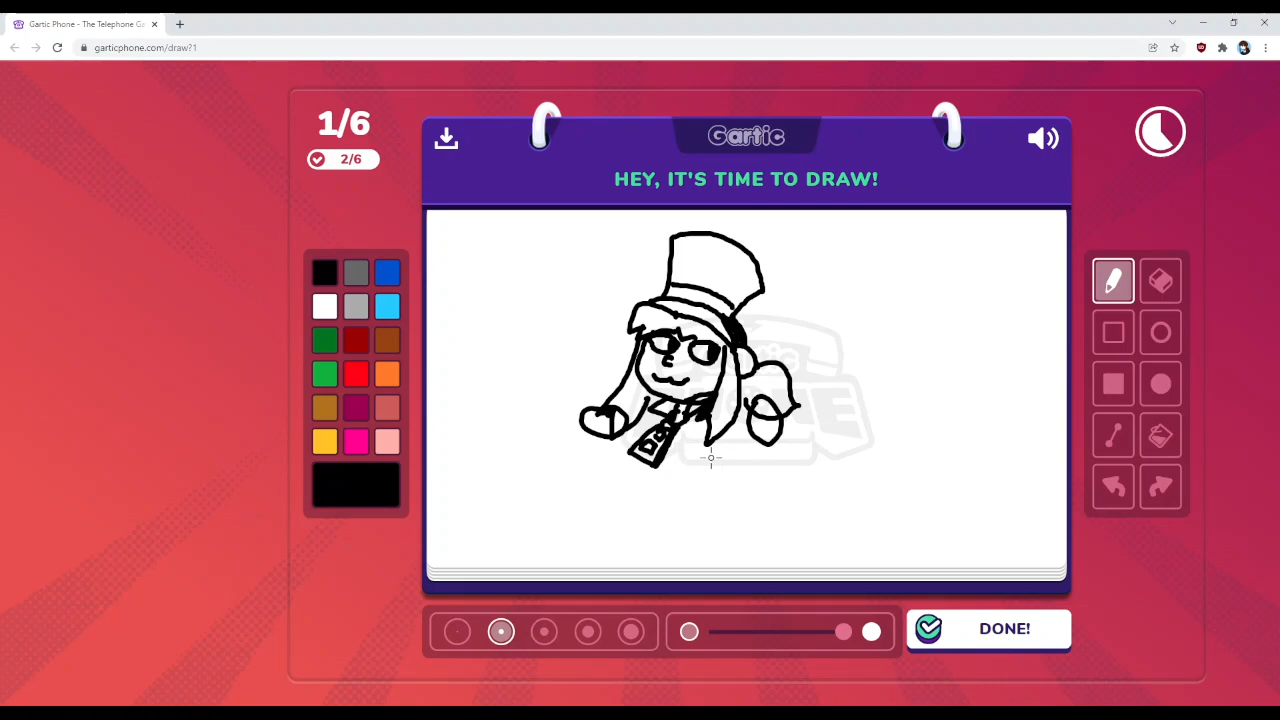 Gartic Phone - The Telephone Ga
garticphone.com/draw?1
1/6
2/6
Gartic
HEY, IT'S TIME TO DRAW!
DONE!